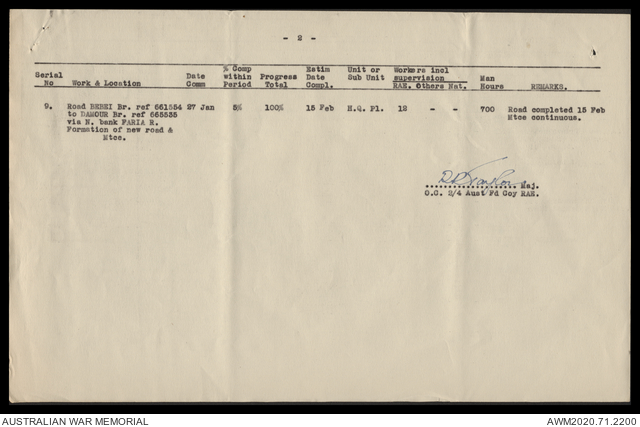 - 2 -
Serial No Work & Location Date Comm % Comp within Period Progress Total Estim Date Compl. Unit or Sub Unit Workers incl supervision RAE. Others Nat. Man Hours REMARKS.
9. Road BEBEI Br. ref 661554 27 Jan 5% 100% 15 Feb H.Q. Pl. 12 - - 700 Road completed 15 Feb
to DAMOUR Br. ref 665535 Mtce continuous.
via N. bank FARIA R.
Formation of new road &
Mtce.
Maj.
O.C. 2/4 Aust Fd Coy RAE.
AUSTRALIAN WAR MEMORIAL AWM2020.71.2200